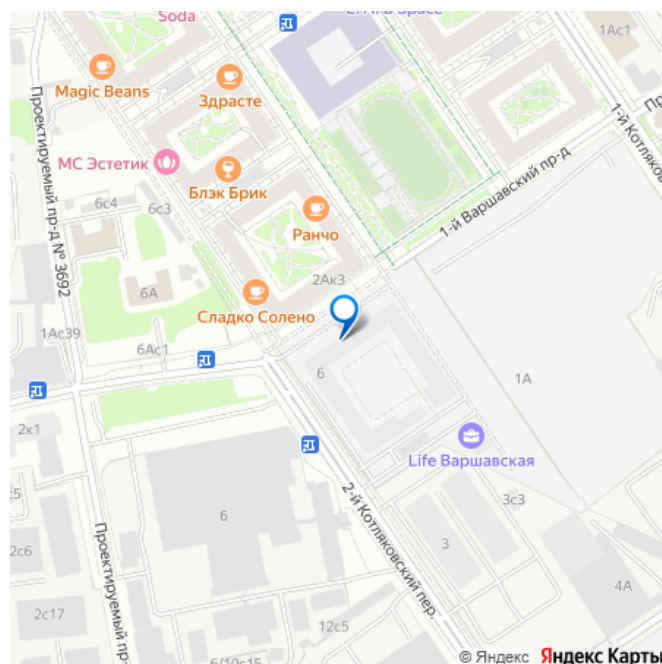 Soda
1Ас1
Magic Beans
Здрасте
МС Эстетик
Блэк Брик
6с4
6с3
Ранчо
1-й Варшавский пр-д
1-й Котляков
Проектируемый пр-д № 3692
6А
2Ак3
Сладко Солено
1Ас39
6Ас1
6
1А
2к1
Life Варшавская
6
3с3
2-й Котляковский пер.
3
2с6
4А
2с17
12с5
Проектируемый пр-
6/10с15
© Яндекс Яндекс Карты